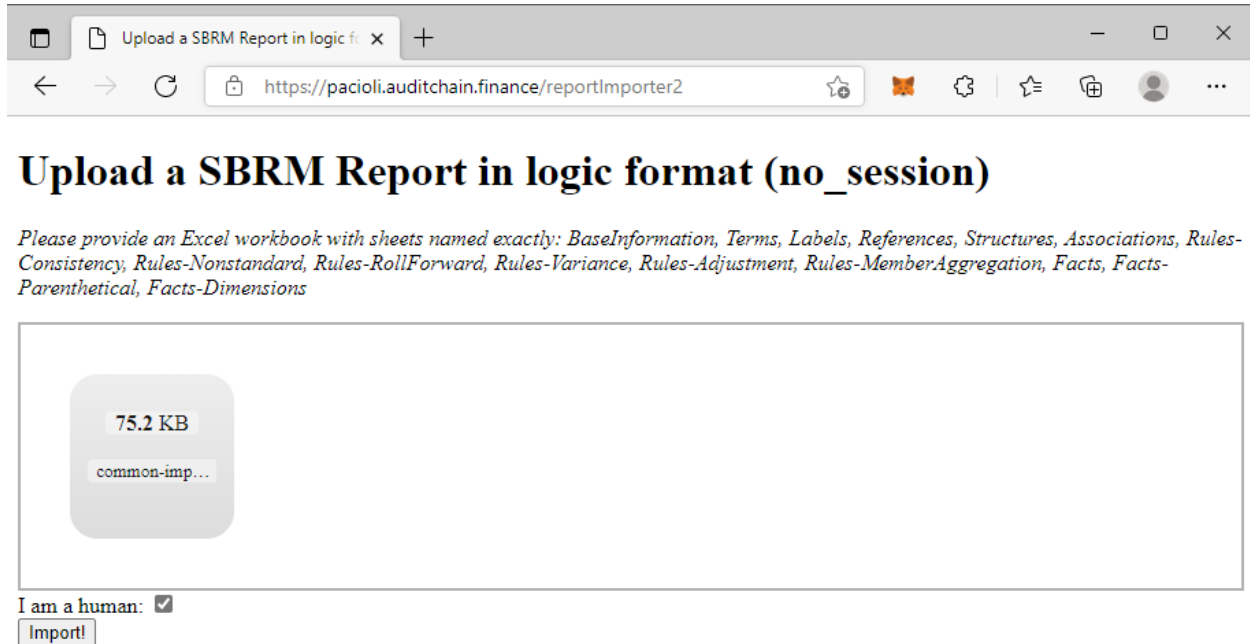 Upload a SBRM Report in logic fo
https://pacioli.auditchain.finance/reportImporter2
Upload a SBRM Report in logic format (no_session)
Please provide an Excel workbook with sheets named exactly: BaseInformation, Terms, Labels, References, Structures, Associations, Rules-
Consistency, Rules-Nonstandard, Rules-RollForward, Rules-Variance, Rules-Adjustment, Rules-MemberAggregation, Facts, Facts-
Parenthetical, Facts-Dimensions
75.2 KB
common-imp…
I am a human:
Import!